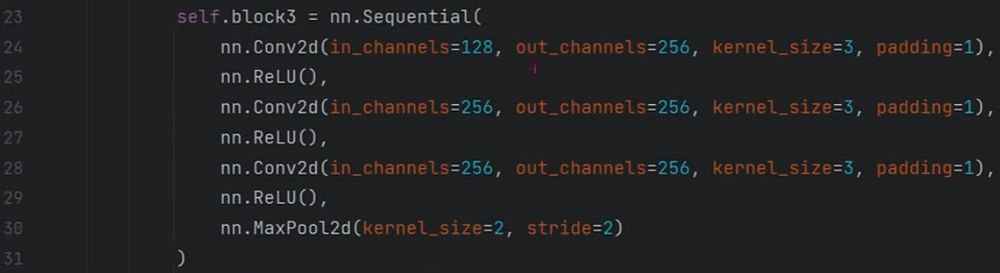 23 self.block3 = nn.Sequential(
24 nn.Conv2d(in_channels=128, out_channels=256, kernel_size=3, padding=1),
25 nn.ReLU(),
26 nn.Conv2d(in_channels=256, out_channels=256, kernel_size=3, padding=1),
27 nn.ReLU(),
28 nn.Conv2d(in_channels=256, out_channels=256, kernel_size=3, padding=1),
29 nn.ReLU(),
30 nn.MaxPool2d(kernel_size=2, stride=2)
31 )